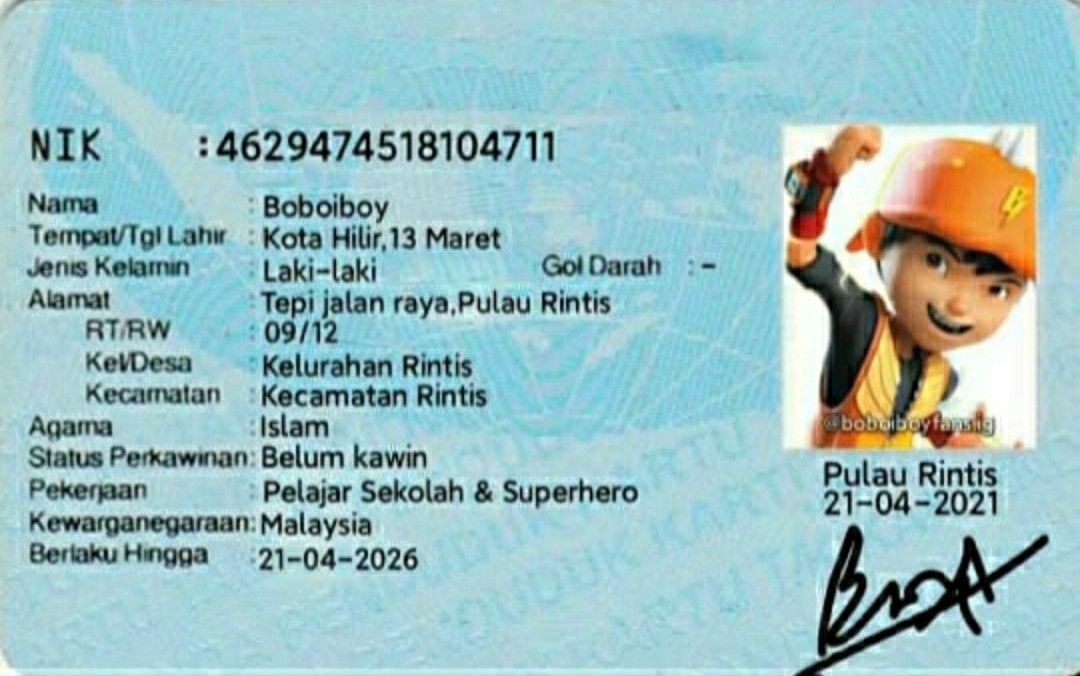 NIK :4629474518104711
Nama : Boboiboy
Tempat/Tgl Lahir : Kota Hilir,13 Maret
Jenis Kelamin : Laki-laki Gol Darah : -
Alamat : Tepi jalan raya,Pulau Rintis
RT/RW : 09/12
Kel/Desa : Kelurahan Rintis
Kecamatan : Kecamatan Rintis
Agama : Islam
Status Perkawinan: Belum kawin
Pekerjaan : Pelajar Sekolah & Superhero
Kewarganegaraan: Malaysia
Berlaku Hingga : 21-04-2026
@boboiboyfans.ig
Pulau Rintis
21-04-2021